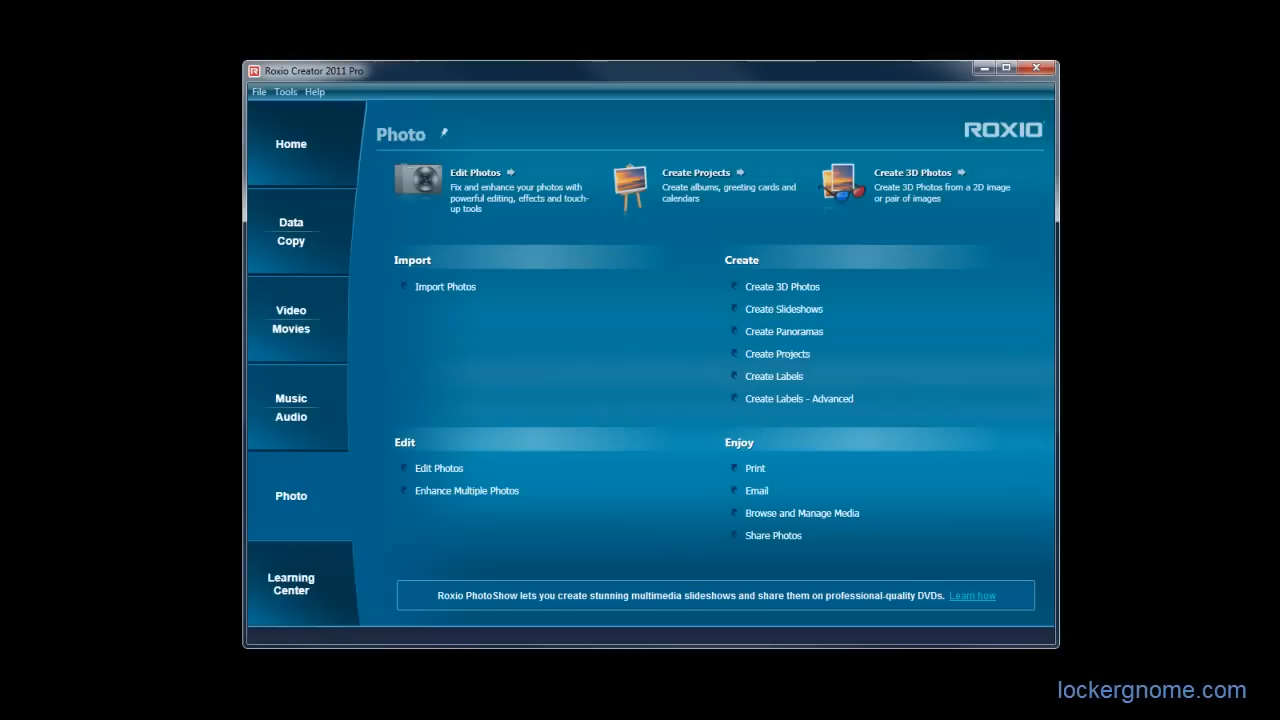 Roxio Creator 2011 Pro
File Tools Help
Home
Data
Copy
Video
Movies
Music
Audio
Photo
Learning
Center
Photo
ROXIO
Edit Photos
Fix and enhance your photos with
powerful editing, effects and touch-
up tools
Create Projects
Create albums, greeting cards and
calendars
Create 3D Photos
Create 3D Photos from a 2D image
or pair of images
Import
Import Photos
Create
Create 3D Photos
Create Slideshows
Create Panoramas
Create Projects
Create Labels
Create Labels - Advanced
Edit
Edit Photos
Enhance Multiple Photos
Enjoy
Print
Email
Browse and Manage Media
Share Photos
Roxio PhotoShow lets you create stunning multimedia slideshows and share them on professional-quality DVDs. Learn how
lockergnome.com